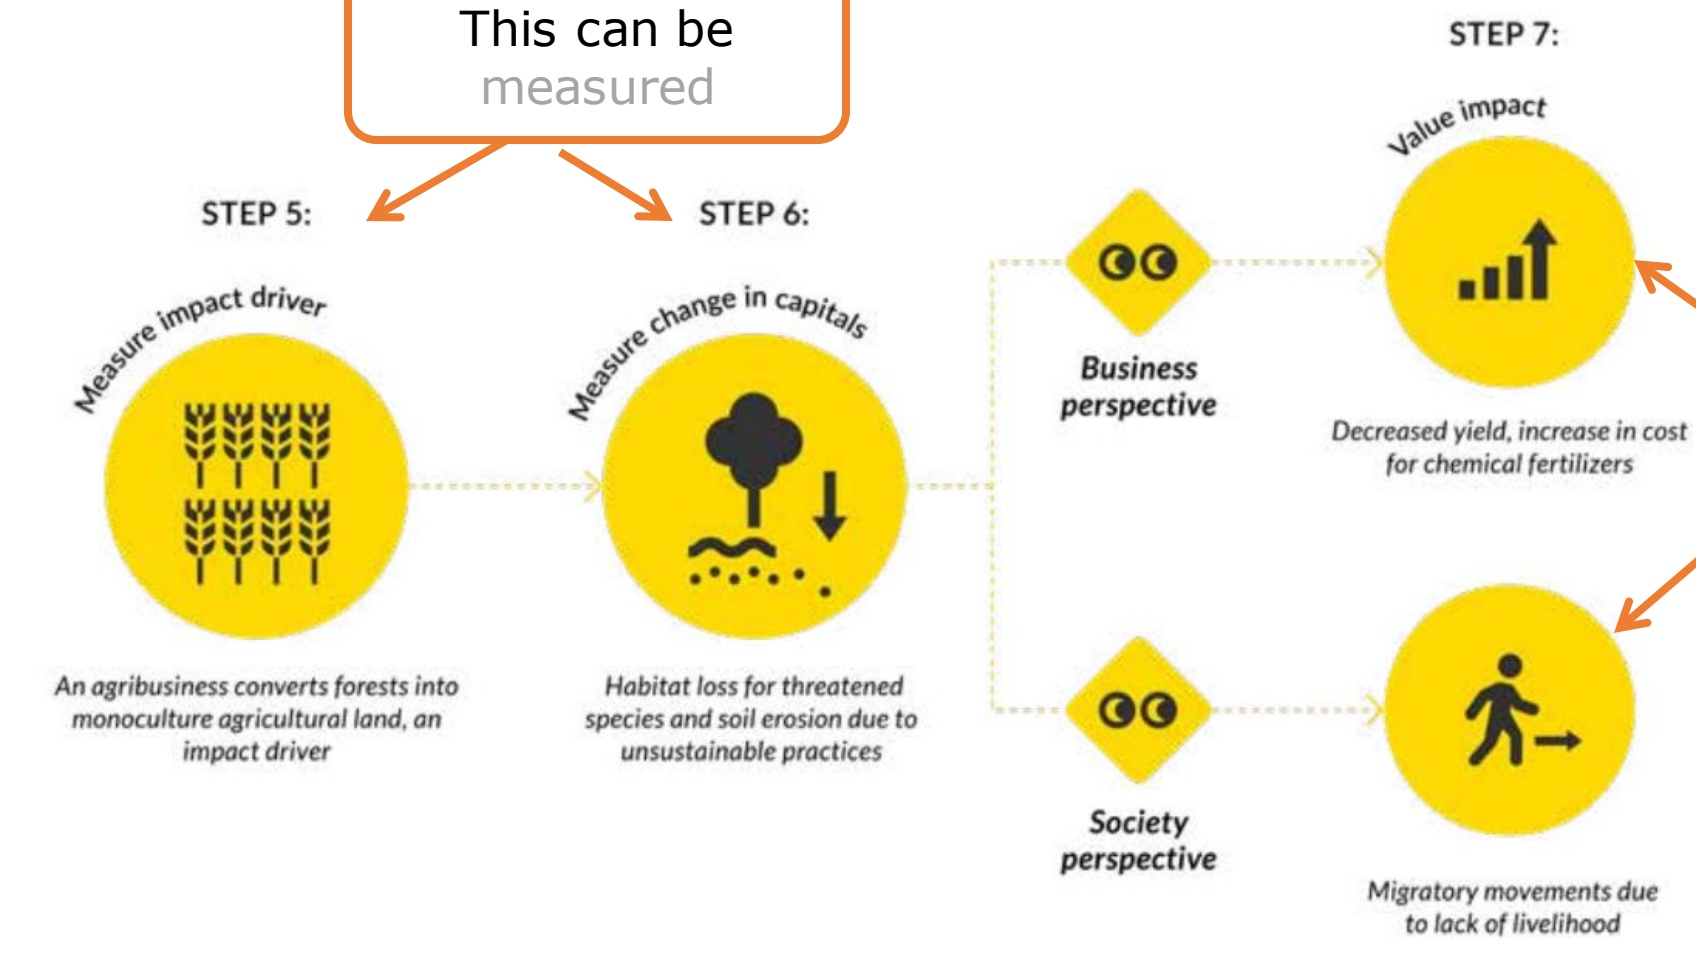 This can be
measured
STEP 5:
Measure impact driver
An agribusiness converts forests into
monoculture agricultural land, an
impact driver
STEP 6:
Measure change in capitals
Habitat loss for threatened
species and soil erosion due to
unsustainable practices
Business
perspective
Society
perspective
STEP 7:
Value impact
Decreased yield, increase in cost
for chemical fertilizers
Migratory movements due
to lack of livelihood